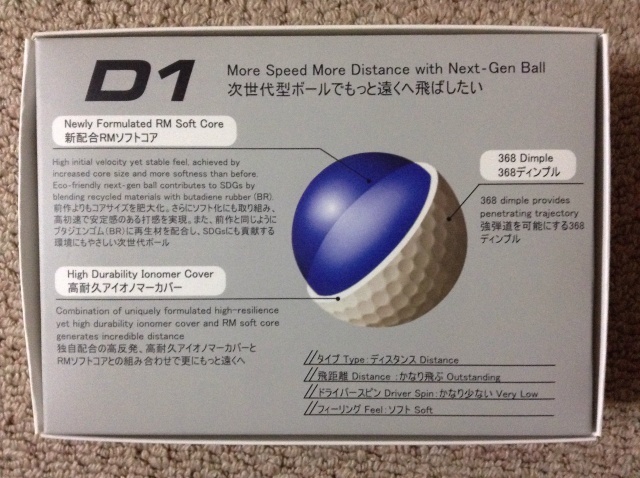 D1
More Speed More Distance with Next-Gen Ball
次世代型ボールでもっと遠くへ飛ばしたい
Newly Formulated RM Soft Core
新配合RMソフトコア
High initial velocity yet stable feel, achieved by
increased core size and more softness than before.
Eco-friendly next-gen ball contributes to SDGs by
blending recycled materials with butadiene rubber (BR).
前作よりもコアサイズを肥大化。さらにソフト化にも取り組み、
高初速で安定感のある打感を実現。また、前作と同じように
ブタジエンゴム(BR)に再生材を配合し、SDGsにも貢献する
環境にもやさしい次世代ボール
368 Dimple
368ディンプル
368 dimple provides
penetrating trajectory
強弾道を可能にする368
ディンプル
High Durability Ionomer Cover
高耐久アイオノマーカバー
Combination of uniquely formulated high-resilience
yet high durability ionomer cover and RM soft core
generates incredible distance
独自配合の高反発、高耐久アイオノマーカバーと
RMソフトコアとの組み合わせで更にもっと遠くへ
//タイプ Type:ディスタンス Distance
//飛距離 Distance :かなり飛ぶ Outstanding
//ドライバースピン Driver Spin:かなり少ない Very Low
//フィーリング Feel:ソフト Soft